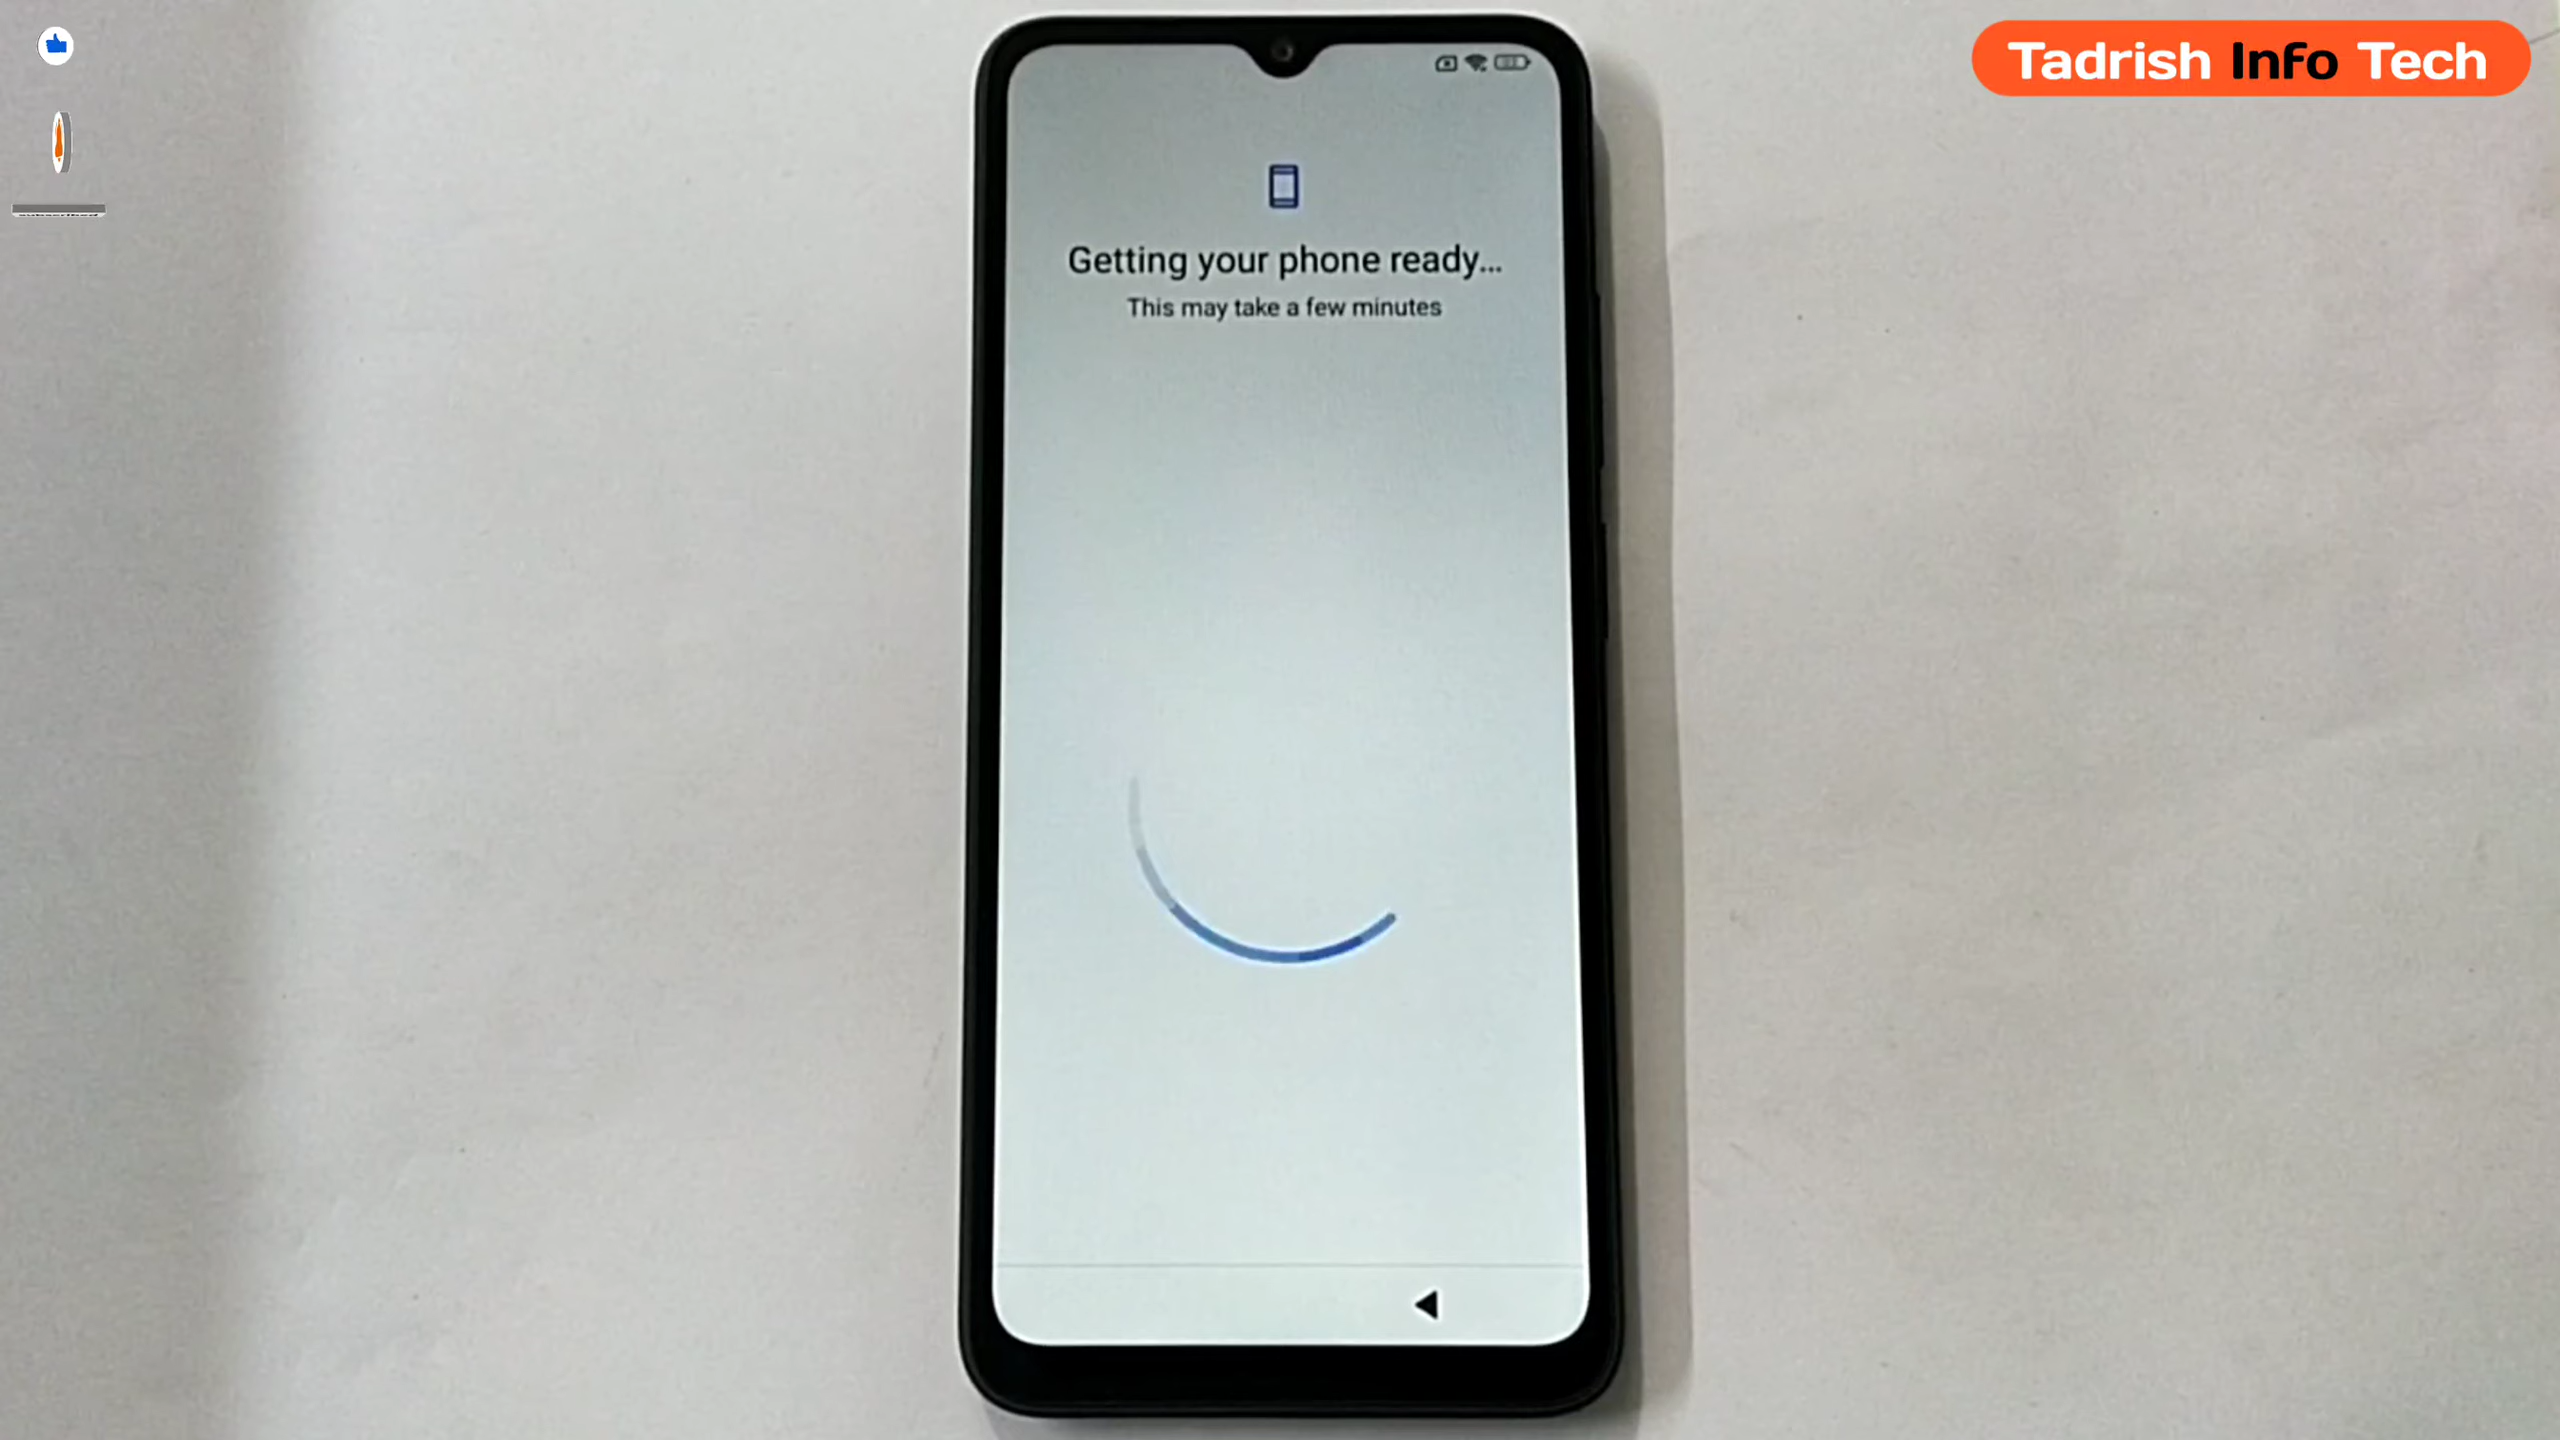 Tadrish Info Tech
Getting your phone ready...
This may take a few minutes